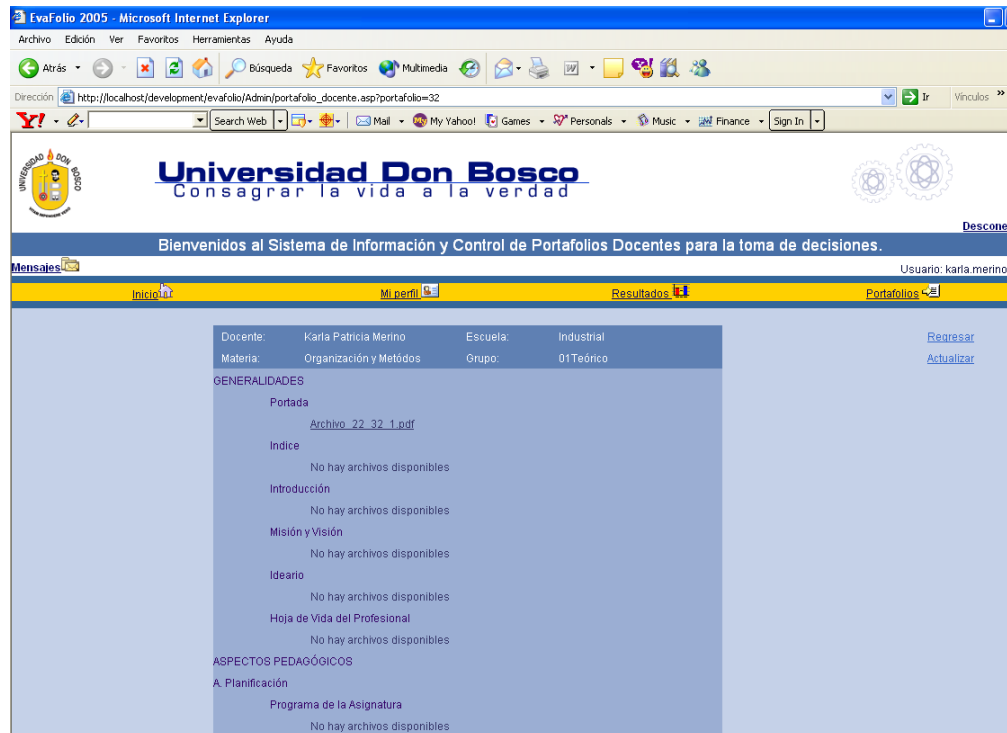 EvaFolio 2005 - Microsoft Internet Explorer
Archivo Edición Ver Favoritos Herramientas Ayuda
Atrás Búsqueda Favoritos Multimedia
Dirección http://localhost/development/evafolio/Admin/portafolio_docente.asp?portafolio=32 Ir Vínculos »
Y! Search Web Mail My Yahoo! Games Personals Music Finance Sign In
UNIVERSIDAD DON BOSCO
Universidad Don Bosco
Consagrar la vida a la verdad
Descone
Bienvenidos al Sistema de Información y Control de Portafolios Docentes para la toma de decisiones.
Mensajes Usuario: karla.merino
Inicio Mi perfil Resultados Portafolios
Docente: Karla Patricia Merino Escuela: Industrial Regresar
Materia: Organización y Metódos Grupo: 01Teórico Actualizar
GENERALIDADES
Portada
Archivo_22_32_1.pdf
Indice
No hay archivos disponibles
Introducción
No hay archivos disponibles
Misión y Visión
No hay archivos disponibles
Ideario
No hay archivos disponibles
Hoja de Vida del Profesional
No hay archivos disponibles
ASPECTOS PEDAGÓGICOS
A. Planificación
Programa de la Asignatura
No hay archivos disponibles